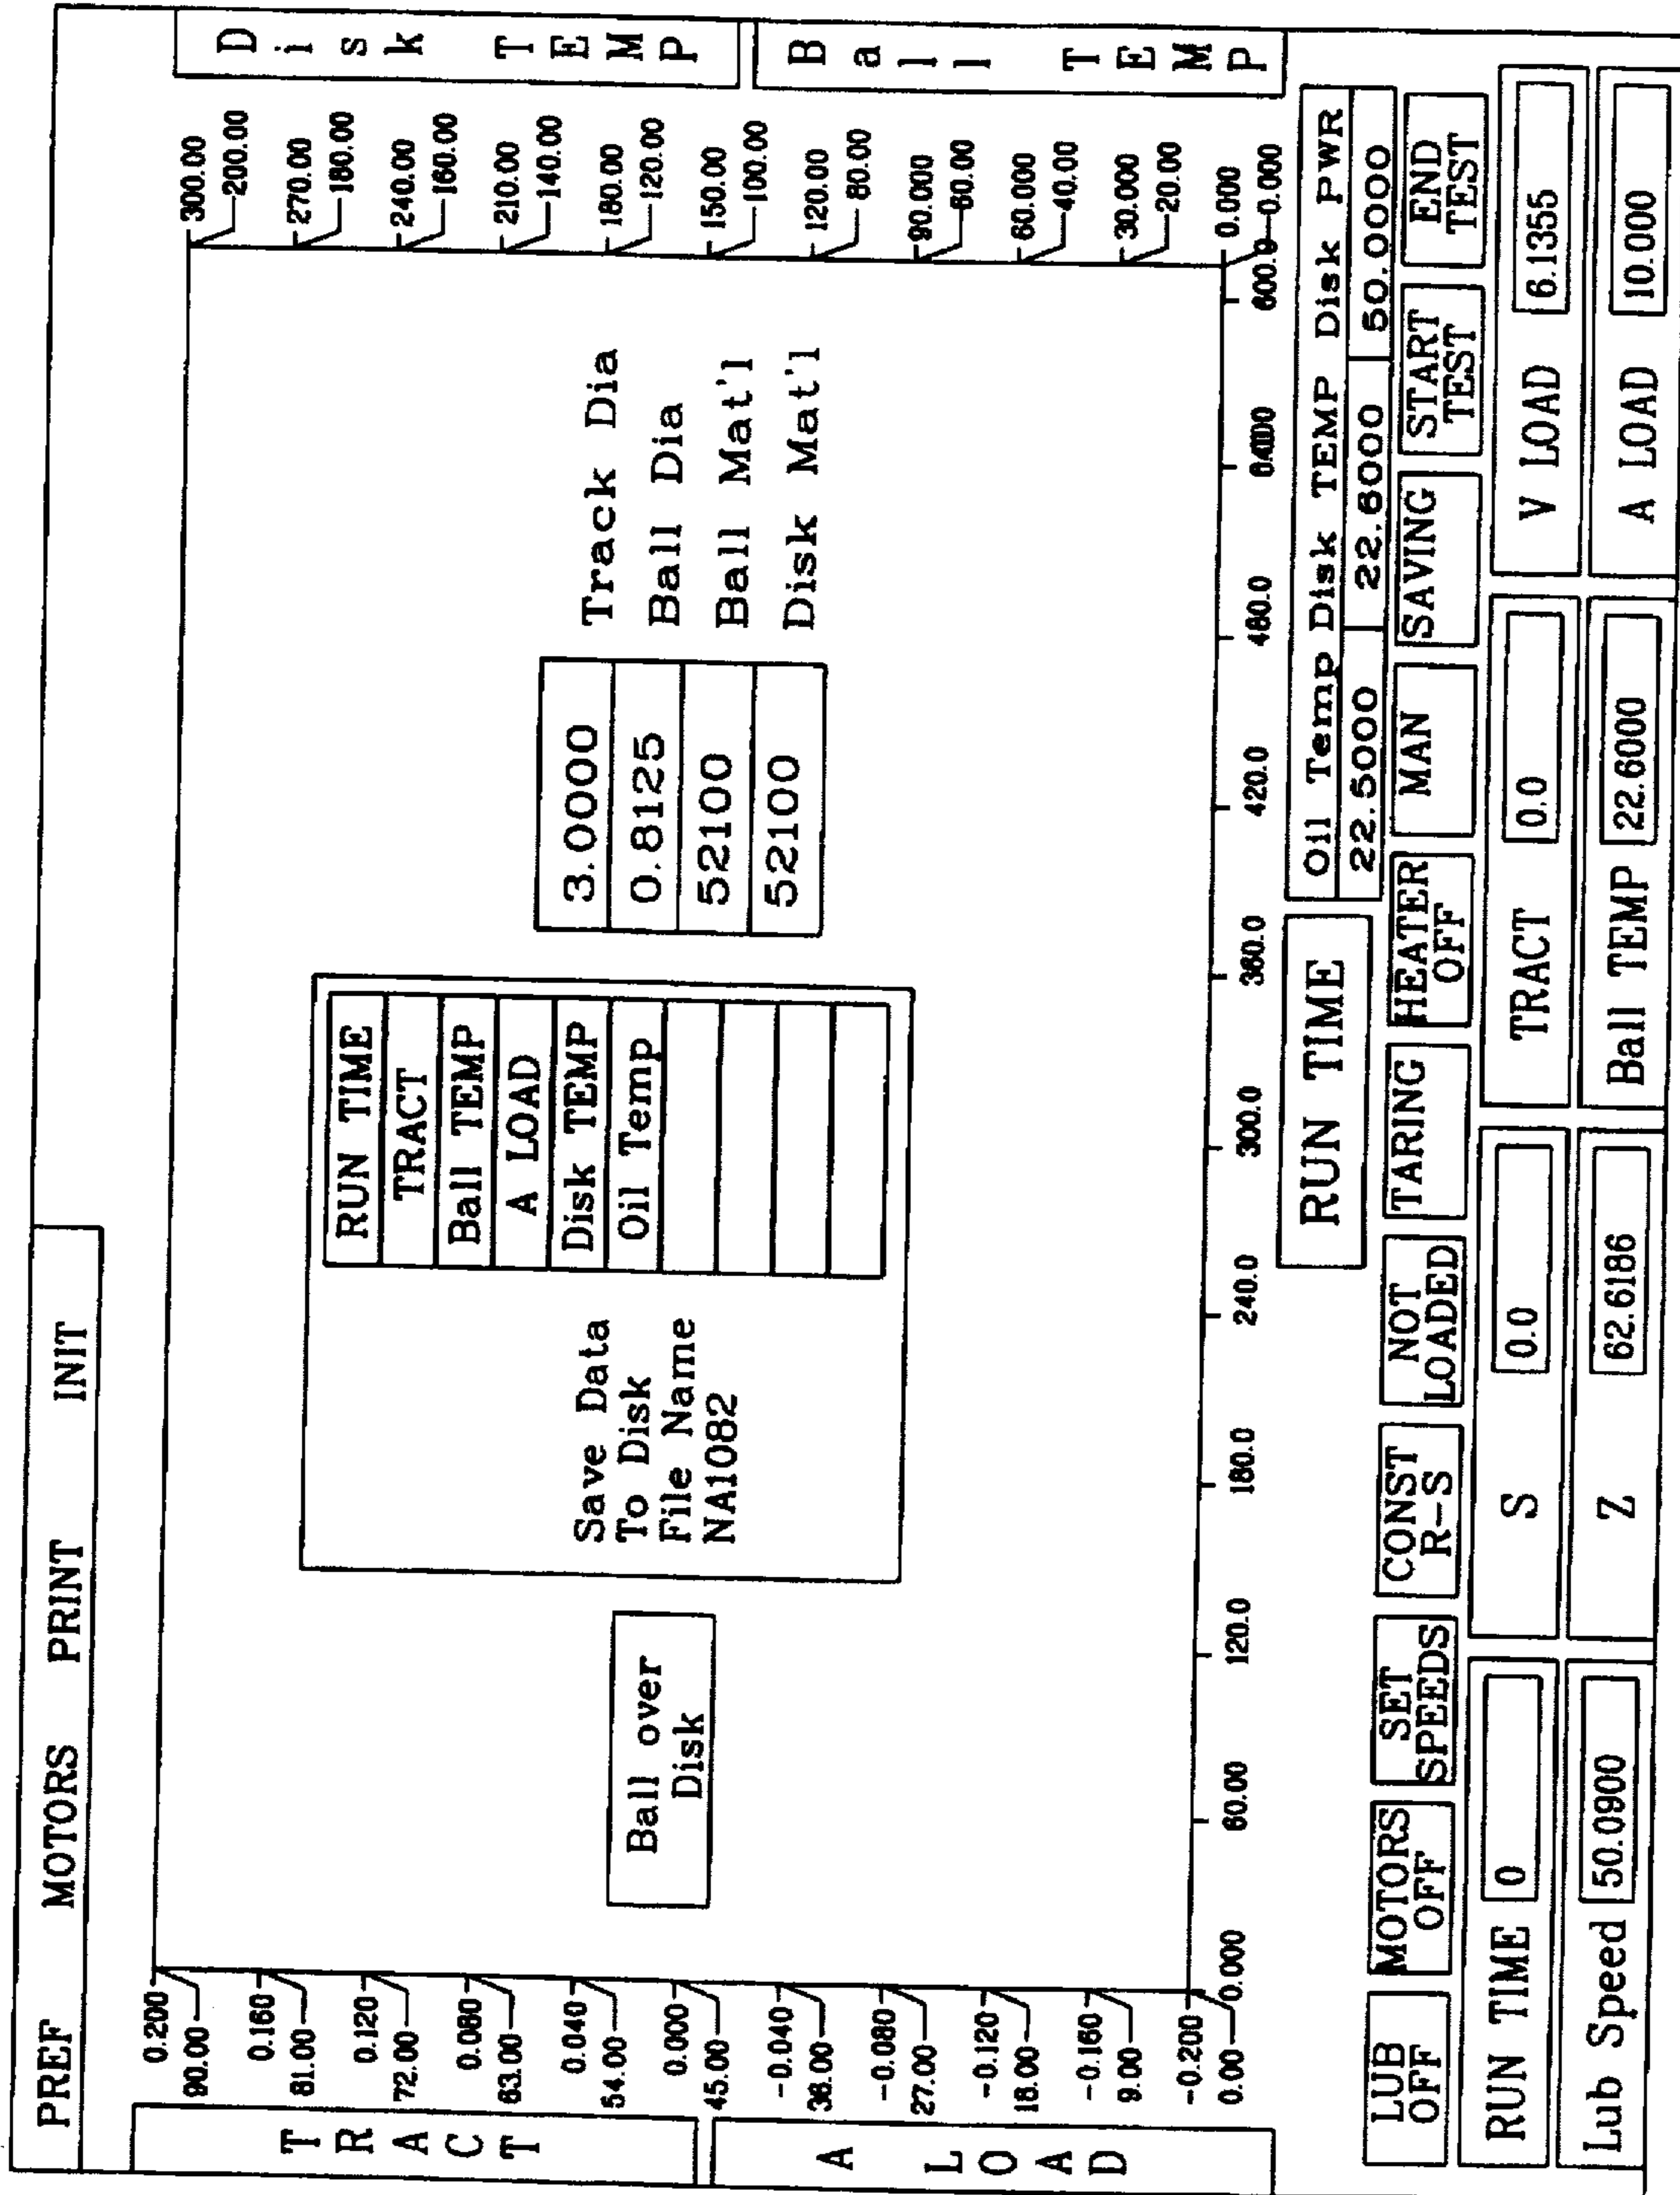 PREF MOTORS PRINT INIT
TRACT
A LOAD
0.200
90.00
0.160
81.00
0.120
72.00
0.080
63.00
0.040
54.00
0.000
45.00
-0.040
36.00
-0.080
27.00
-0.120
18.00
-0.160
9.00
-0.200
0.00
Ball over
Disk
Save Data
To Disk
File Name
NA1082
RUN TIME
TRACT
Ball TEMP
A LOAD
Disk TEMP
Oil Temp
3.0000 Track Dia
0.8125 Ball Dia
52100 Ball Mat'l
52100 Disk Mat'l
300.00
200.00
270.00
180.00
240.00
160.00
210.00
140.00
180.00
120.00
150.00
100.00
120.00
80.00
90.000
60.00
60.000
40.00
30.000
20.00
0.000
0.000
Disk TEMP
Ball TEMP
0.000 60.00 120.0 180.0 240.0 300.0 360.0 420.0 480.0 600.0
RUN TIME
Oil Temp Disk TEMP Disk PWR
22.5000 22.6000 50.0000
LUB OFF
MOTORS OFF
SET SPEEDS
CONST R-S
NOT LOADED
TARING
HEATER OFF
MAN
SAVING
START TEST
END TEST
RUN TIME 0 S 0.0 TRACT 0.0 V LOAD 6.1355
Lub Speed 50.0900 Z 62.6186 Ball TEMP 22.6000 A LOAD 10.000